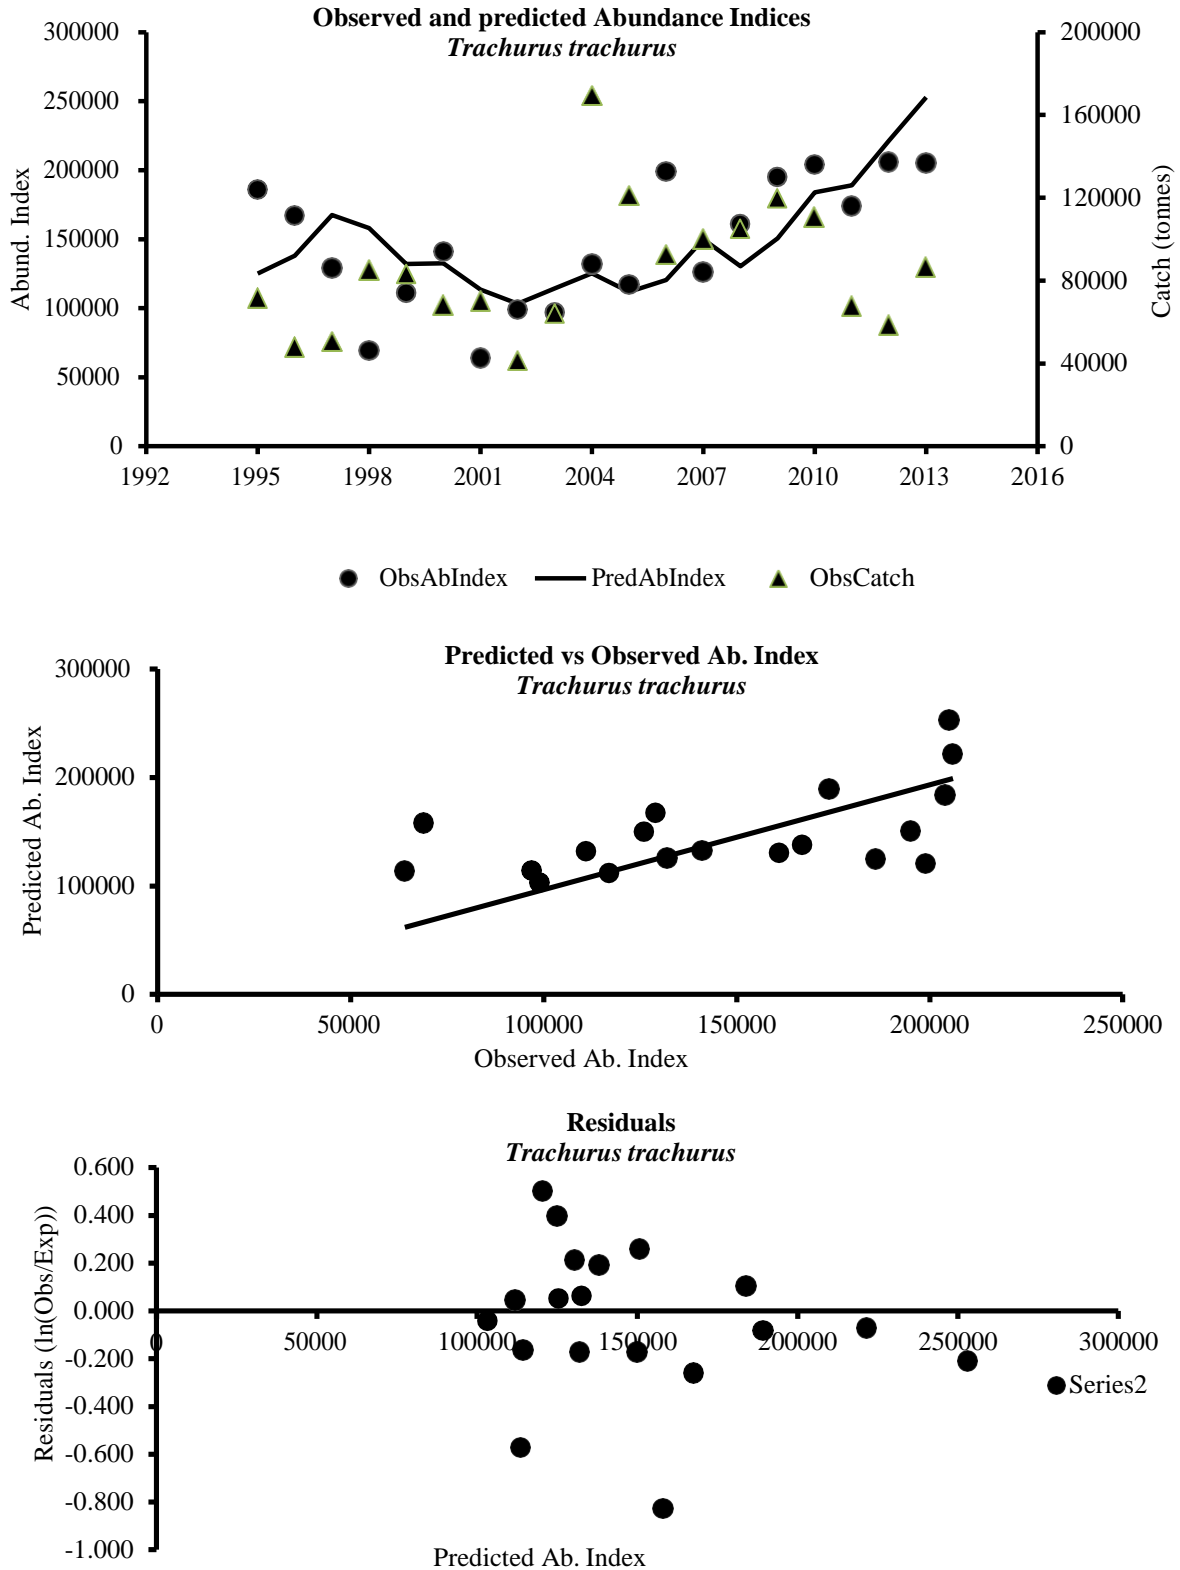 Observed and predicted Abundance Indices
Trachurus trachurus
300000
250000
200000
150000
100000
50000
0
Abund. Index
200000
160000
120000
80000
40000
0
Catch (tonnes)
1992 1995 1998 2001 2004 2007 2010 2013 2016
ObsAbIndex PredAbIndex ObsCatch
Predicted vs Observed Ab. Index
Trachurus trachurus
300000
200000
100000
0
Predicted Ab. Index
0 50000 100000 150000 200000 250000
Observed Ab. Index
Residuals
Trachurus trachurus
0.600
0.400
0.200
0.000
-0.200
-0.400
-0.600
-0.800
-1.000
Residuals (ln(Obs/Exp))
0 50000 100000 150000 200000 250000 300000
Series2
Predicted Ab. Index